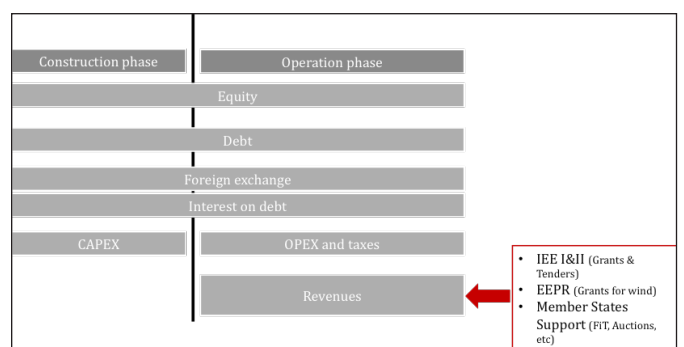 Construction phase
Operation phase
Equity
Debt
Foreign exchange
Interest on debt
CAPEX
OPEX and taxes
Revenues
• IEE I&II (Grants &
Tenders)
• EEPR (Grants for wind)
• Member States
Support (FiT, Auctions,
etc)